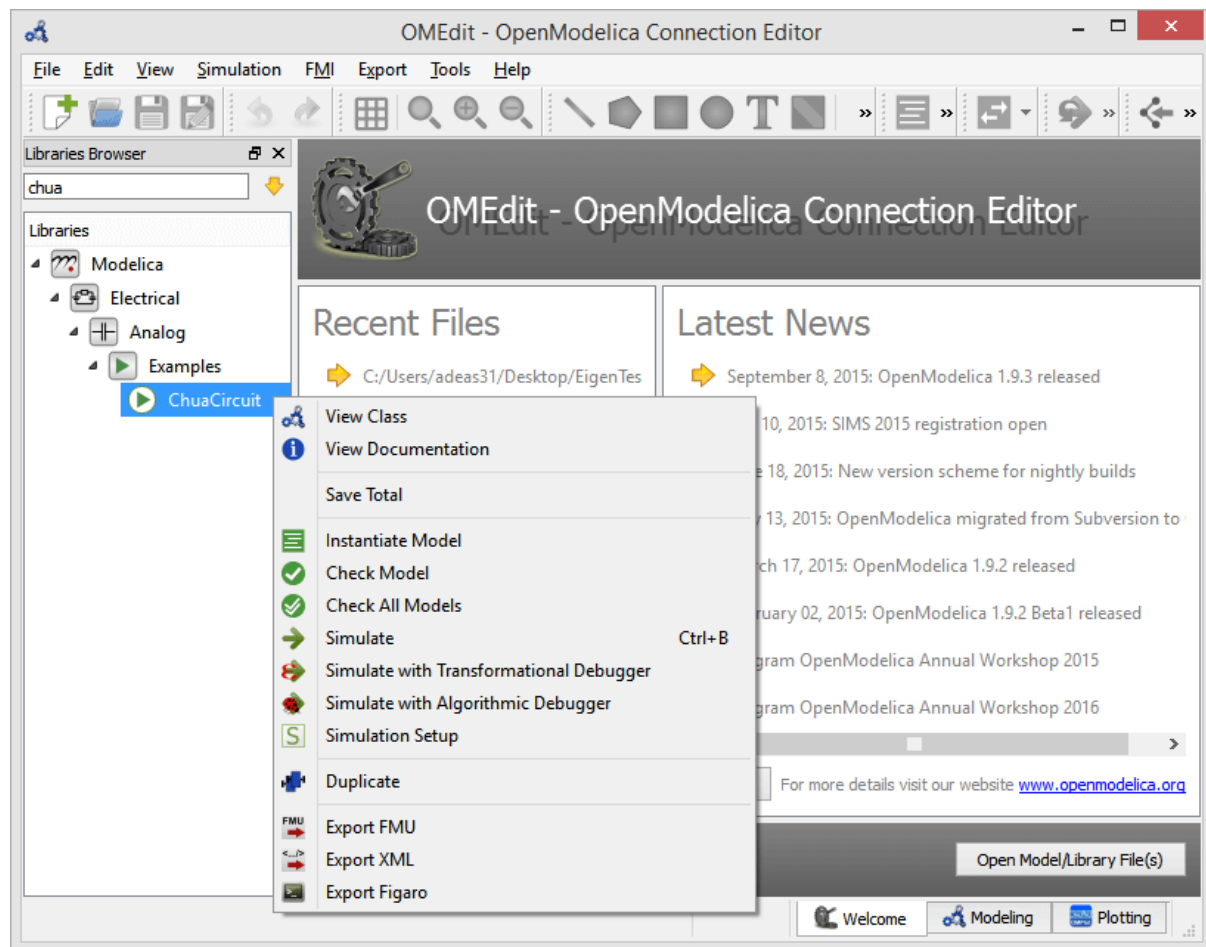 OMEdit - OpenModelica Connection Editor
File Edit View Simulation FMI Export Tools Help
T » » » »
Libraries Browser
chua
OMEdit - OpenModelica Connection Editor
Libraries
Modelica
Electrical
Analog
Examples
ChuaCircuit
Recent Files
C:/Users/adeas31/Desktop/EigenTes
Latest News
September 8, 2015: OpenModelica 1.9.3 released
10, 2015: SIMS 2015 registration open
18, 2015: New version scheme for nightly builds
13, 2015: OpenModelica migrated from Subversion to
ch 17, 2015: OpenModelica 1.9.2 released
ruary 02, 2015: OpenModelica 1.9.2 Beta1 released
gram OpenModelica Annual Workshop 2015
gram OpenModelica Annual Workshop 2016
For more details visit our website www.openmodelica.org
View Class
View Documentation
Save Total
Instantiate Model
Check Model
Check All Models
Simulate Ctrl+B
Simulate with Transformational Debugger
Simulate with Algorithmic Debugger
S Simulation Setup
Duplicate
FMU Export FMU
Export XML
Export Figaro
Open Model/Library File(s)
Welcome Modeling Plotting